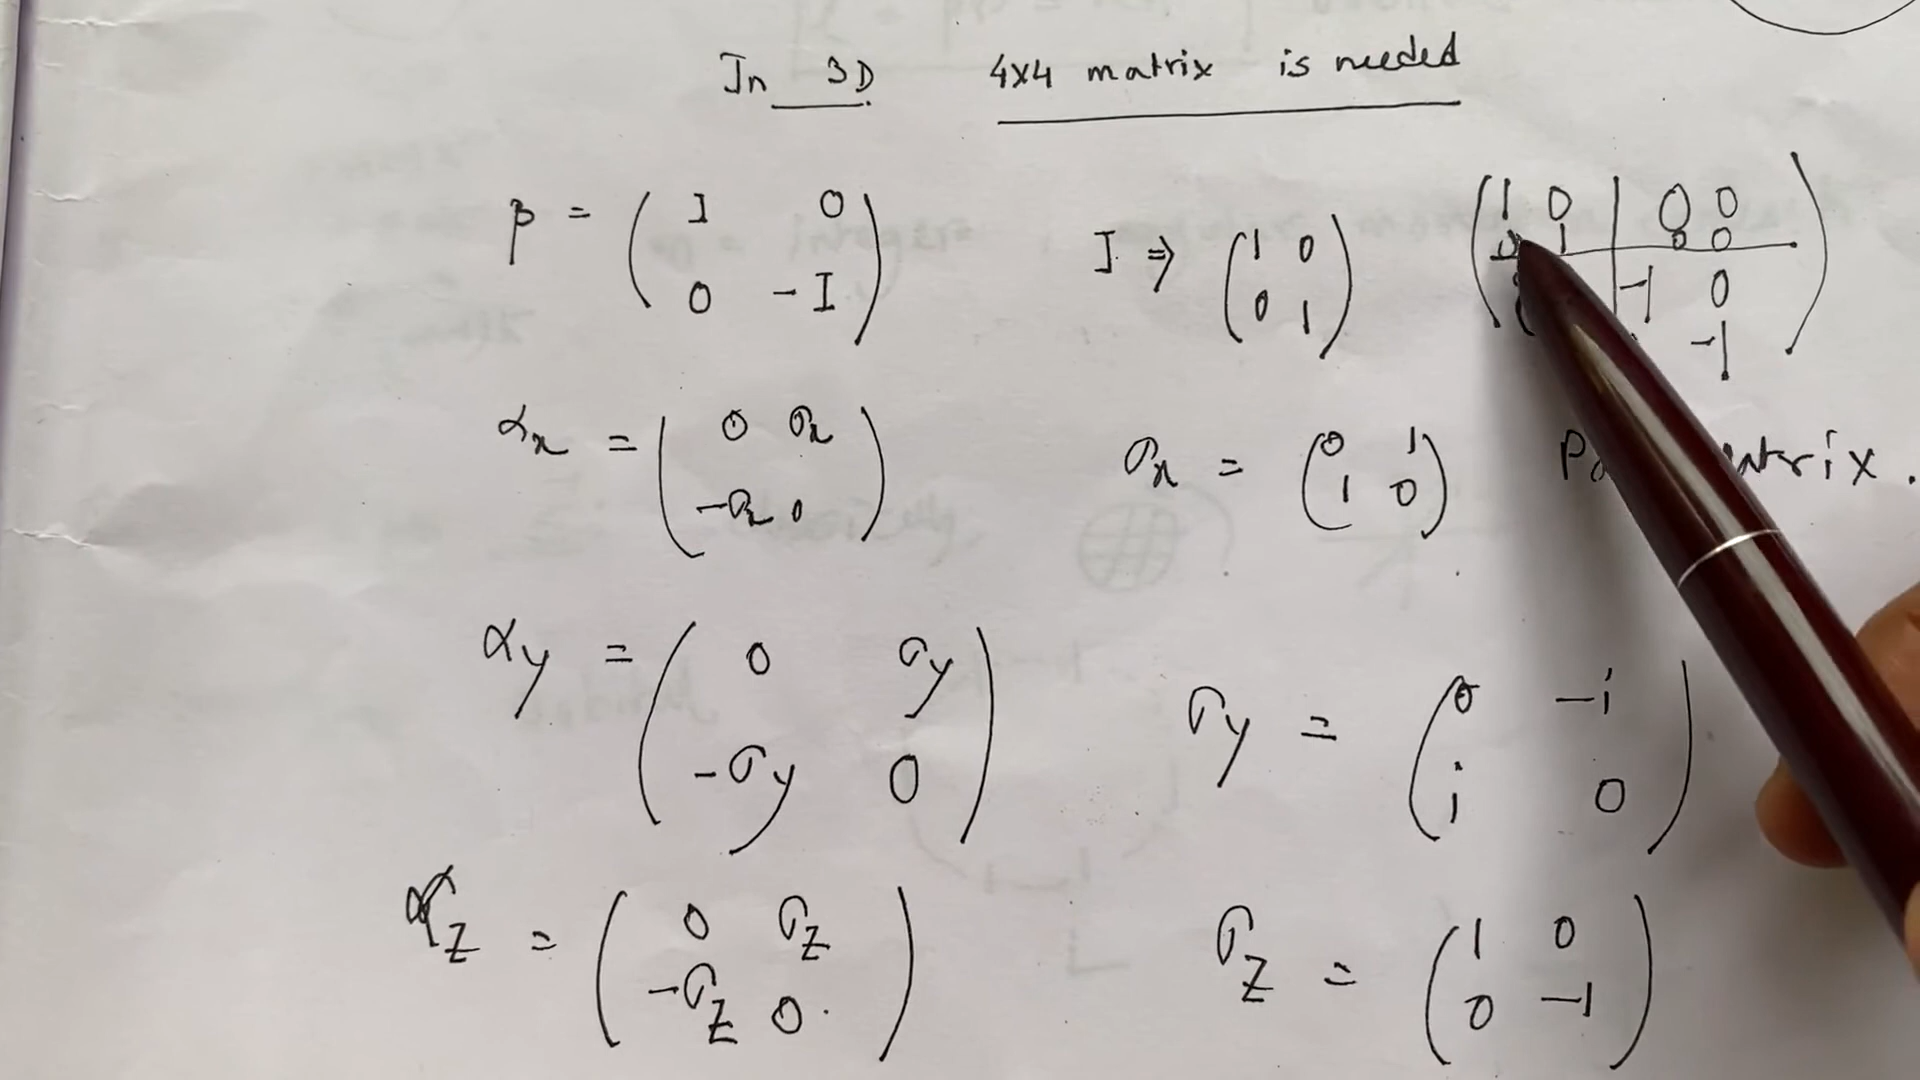 In 3D 4x4 matrix is needed
β = ( I 0 I ⇒ ( 1 0 ( 1 0 | 0 0
0 1 0 0
0 -I ) 0 1 ) -1 0
-1 )
αx = ( 0 σx σx = ( 0 1 matrix.
-σx 0 ) 1 0 )
αy = ( 0 σy σy = ( 0 -i
-σy 0 ) i 0 )
αz = ( 0 σz σz = ( 1 0
-σz 0 ) 0 -1 )